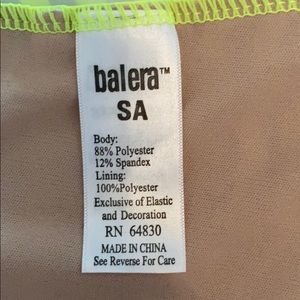 balera™
SA
Body:
88% Polyester
12% Spandex
Lining:
100%Polyester
Exclusive of Elastic
and Decoration
RN 64830
MADE IN CHINA
See Reverse For Care